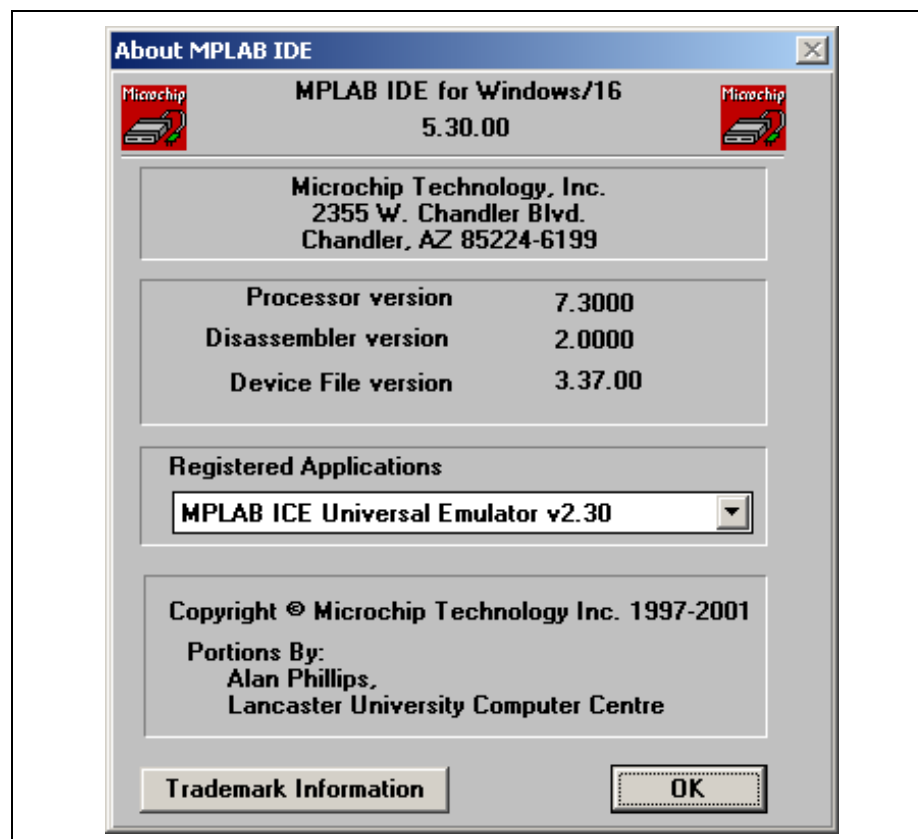 About MPLAB IDE
Microchip
MPLAB IDE for Windows/16
Microchip
5.30.00
Microchip Technology, Inc.
2355 W. Chandler Blvd.
Chandler, AZ 85224-6199
Processor version 7.3000
Disassembler version 2.0000
Device File version 3.37.00
Registered Applications
MPLAB ICE Universal Emulator v2.30
Copyright © Microchip Technology Inc. 1997-2001
Portions By:
Alan Phillips,
Lancaster University Computer Centre
Trademark Information
OK